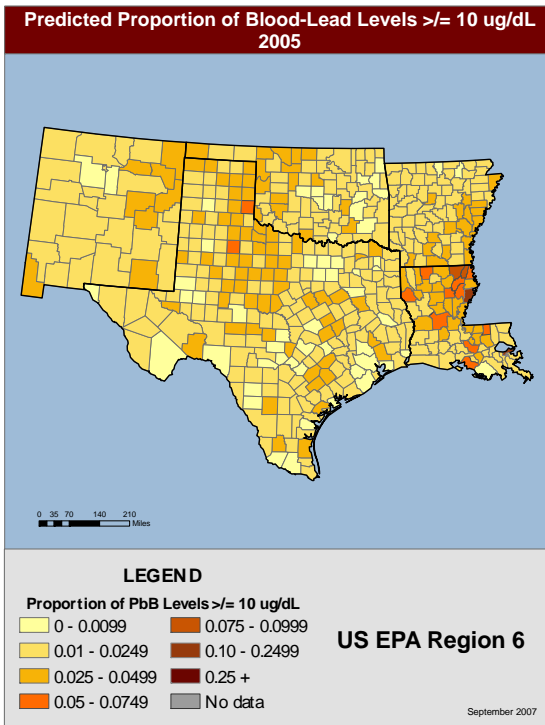 Predicted Proportion of Blood-Lead Levels >/= 10 ug/dL
2005
0 35 70 140 210
Miles
LEGEND
Proportion of PbB Levels >/= 10 ug/dL
0 - 0.0099
0.01 - 0.0249
0.025 - 0.0499
0.05 - 0.0749
0.075 - 0.0999
0.10 - 0.2499
0.25 +
No data
US EPA Region 6
September 2007